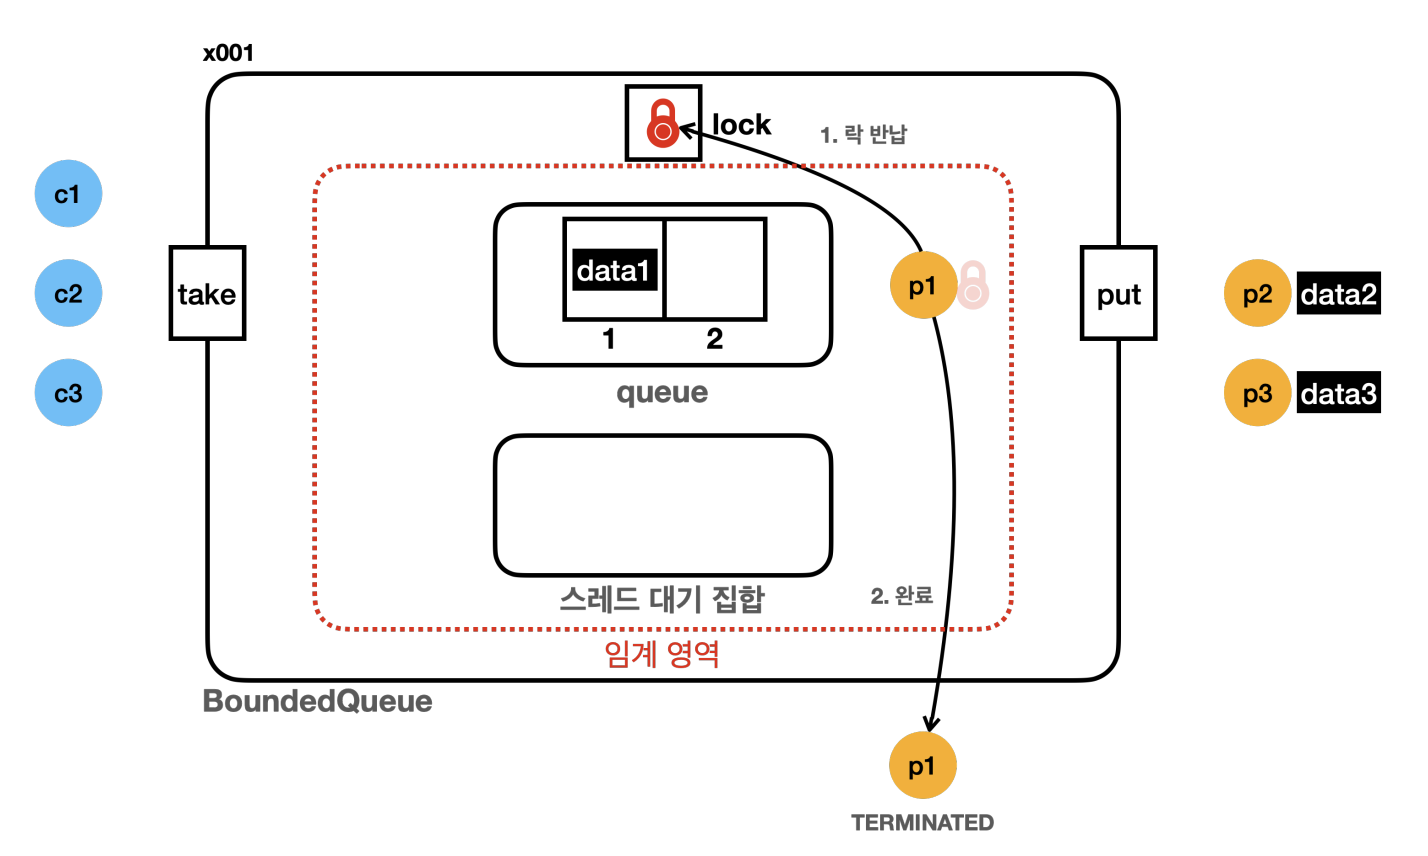 x001
lock
1. 락 반납
c1
c2
c3
take
data1
1
2
queue
p1
put
p2
data2
p3
data3
스레드 대기 집합
2. 완료
임계 영역
BoundedQueue
p1
TERMINATED